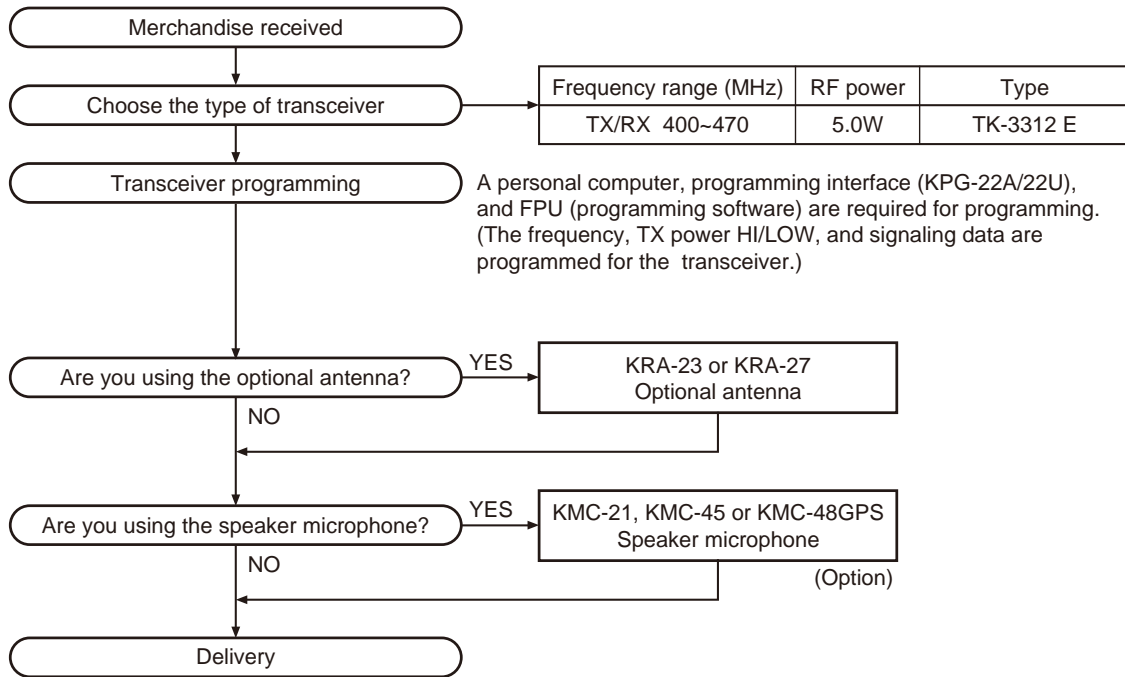 Merchandise received
Choose the type of transceiver
Frequency range (MHz) RF power Type
TX/RX 400~470 5.0W TK-3312 E
Transceiver programming
A personal computer, programming interface (KPG-22A/22U),
and FPU (programming software) are required for programming.
(The frequency, TX power HI/LOW, and signaling data are
programmed for the transceiver.)
Are you using the optional antenna?
YES
KRA-23 or KRA-27
Optional antenna
NO
Are you using the speaker microphone?
YES
KMC-21, KMC-45 or KMC-48GPS
Speaker microphone
(Option)
NO
Delivery